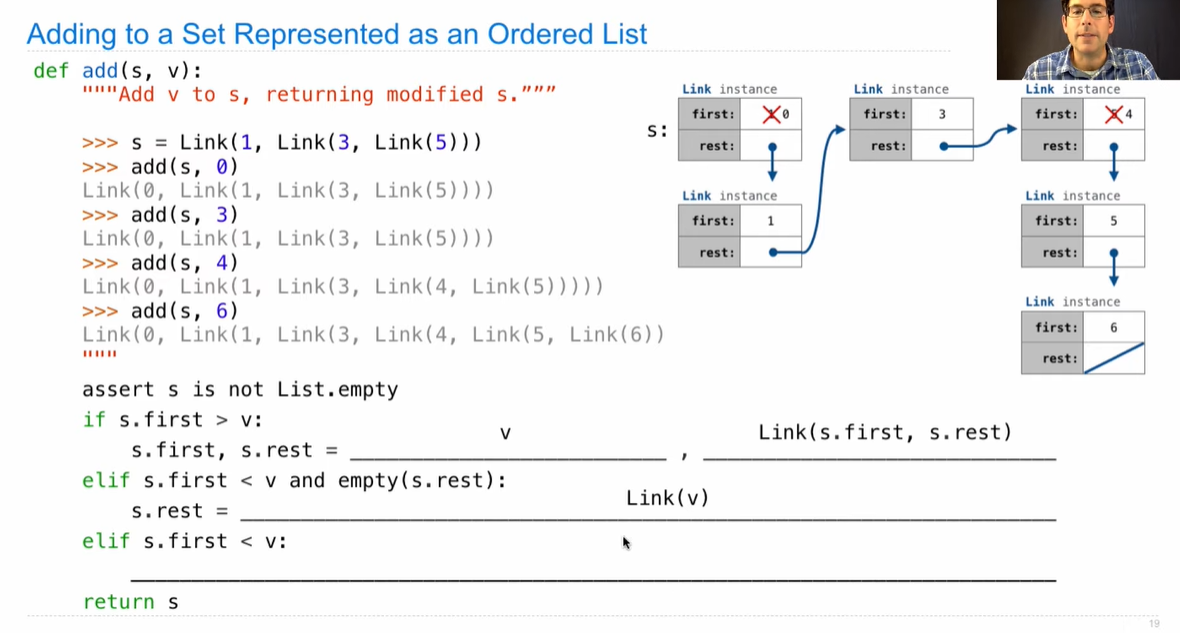 Adding to a Set Represented as an Ordered List
def add(s, v):
"""Add v to s, returning modified s."""
>>> s = Link(1, Link(3, Link(5)))
>>> add(s, 0)
Link(0, Link(1, Link(3, Link(5))))
>>> add(s, 3)
Link(0, Link(1, Link(3, Link(5))))
>>> add(s, 4)
Link(0, Link(1, Link(3, Link(4, Link(5)))))
>>> add(s, 6)
Link(0, Link(1, Link(3, Link(4, Link(5, Link(6))
"""
assert s is not List.empty
if s.first > v:
s.first, s.rest = v , Link(s.first, s.rest)
elif s.first < v and empty(s.rest):
s.rest = Link(v)
elif s.first < v:
return s
s:
Link instance
first: 0
rest:
Link instance
first: 1
rest:
Link instance
first: 3
rest:
Link instance
first: 4
rest:
Link instance
first: 5
rest:
Link instance
first: 6
rest:
19